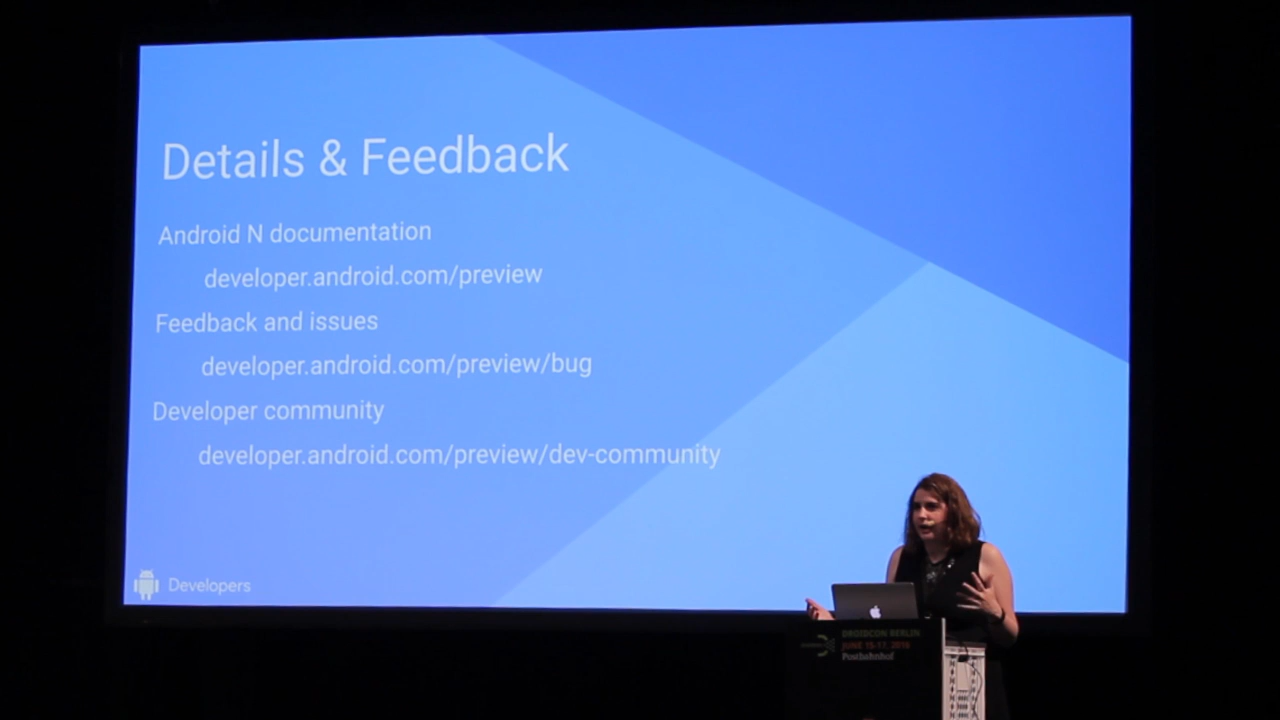 Details & Feedback
Android N documentation
developer.android.com/preview
Feedback and issues
developer.android.com/preview/bug
Developer community
developer.android.com/preview/dev-community
Developers
DROIDCON BERLIN
JUNE 15-17, 2016
Postbahnhof